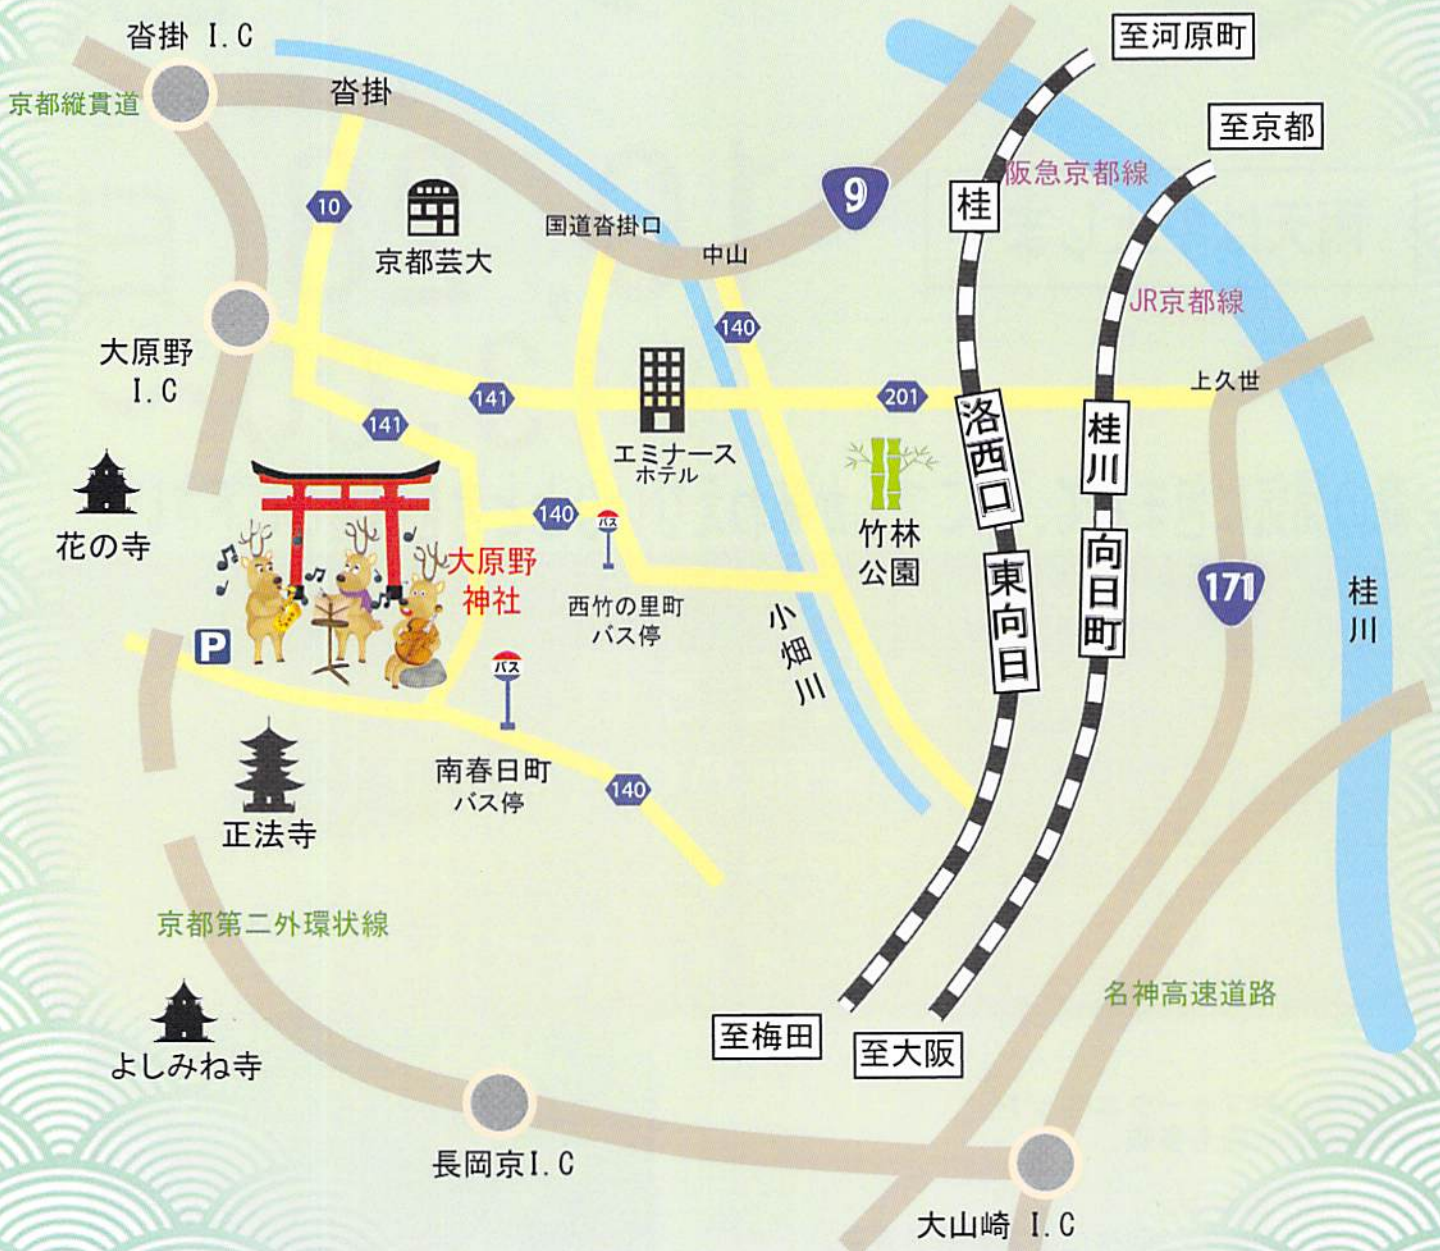 沓掛 I.C
至河原町
京都縦貫道
沓掛
至京都
10
国道沓掛口
9
阪急京都線
桂
京都芸大
中山
JR京都線
140
大原野
I.C
141
201
上久世
141
洛西口
桂川
エミナース
ホテル
花の寺
140
バス
竹林
公園
向日町
大原野
神社
東向日
171
桂川
西竹の里町
バス停
小畑川
P
バス
南春日町
バス停
140
正法寺
京都第二外環状線
名神高速道路
至梅田
至大阪
よしみね寺
長岡京I.C
大山崎 I.C